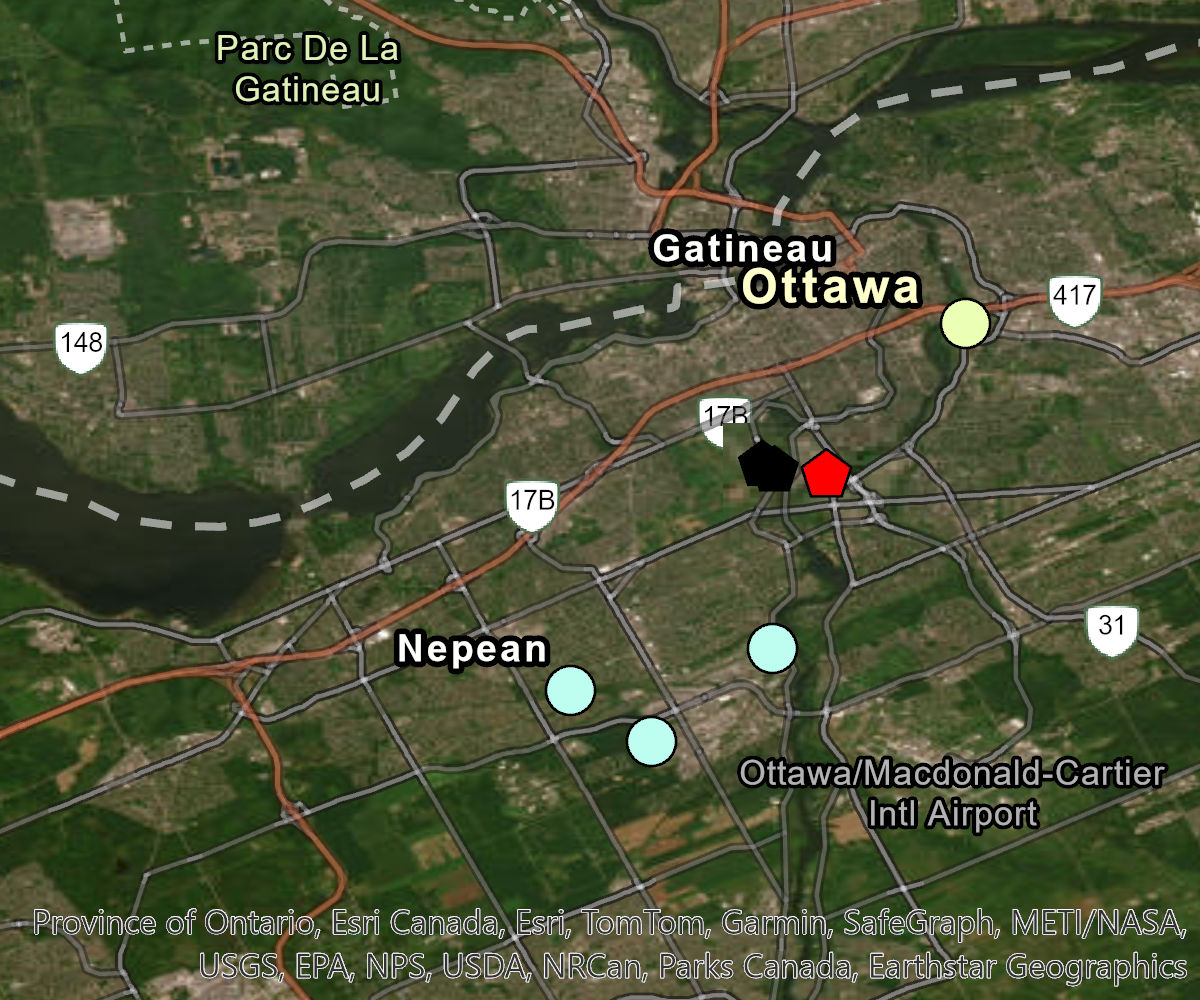 Parc De La
Gatineau
Gatineau
Ottawa
417
148
17B
17B
31
Nepean
Ottawa/Macdonald-Cartier
Intl Airport
Province of Ontario, Esri Canada, Esri, TomTom, Garmin, SafeGraph, METI/NASA,
USGS, EPA, NPS, USDA, NRCan, Parks Canada, Earthstar Geographics